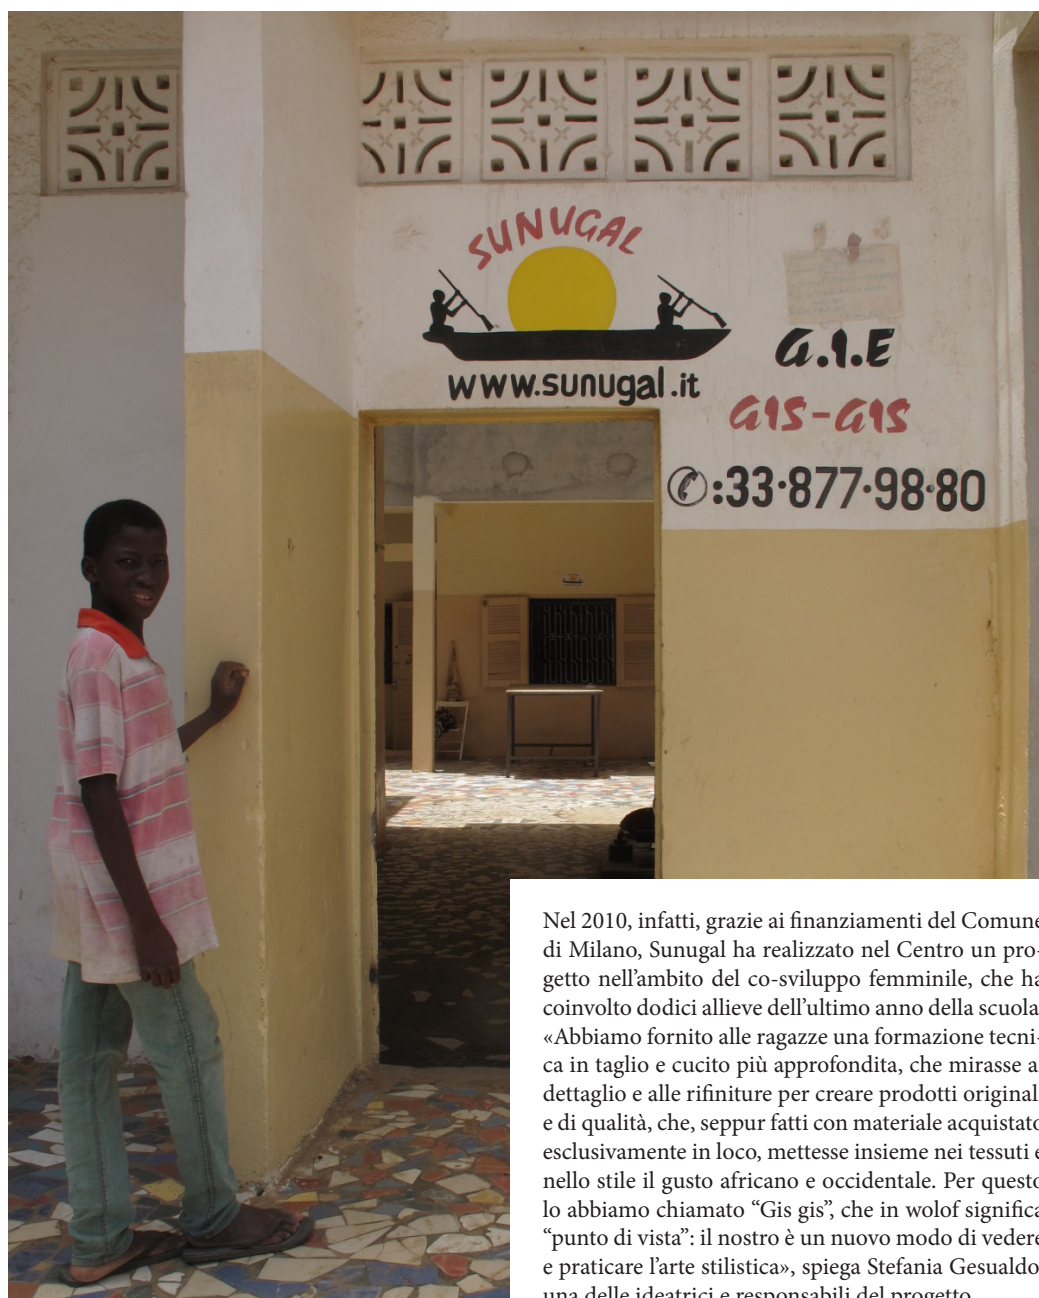 SUNUGAL
www.sunugal.it
G.I.E
GIS-GIS
:33·877·98·80
Nel 2010, infatti, grazie ai finanziamenti del Comune
di Milano, Sunugal ha realizzato nel Centro un pro-
getto nell’ambito del co-sviluppo femminile, che ha
coinvolto dodici allieve dell’ultimo anno della scuola.
«Abbiamo fornito alle ragazze una formazione tecni-
ca in taglio e cucito più approfondita, che mirasse al
dettaglio e alle rifiniture per creare prodotti originali
e di qualità, che, seppur fatti con materiale acquistato
esclusivamente in loco, mettesse insieme nei tessuti e
nello stile il gusto africano e occidentale. Per questo
lo abbiamo chiamato “Gis gis”, che in wolof significa
“punto di vista”: il nostro è un nuovo modo di vedere
e praticare l’arte stilistica», spiega Stefania Gesualdo,
una delle ideatrici e responsabili del progetto.